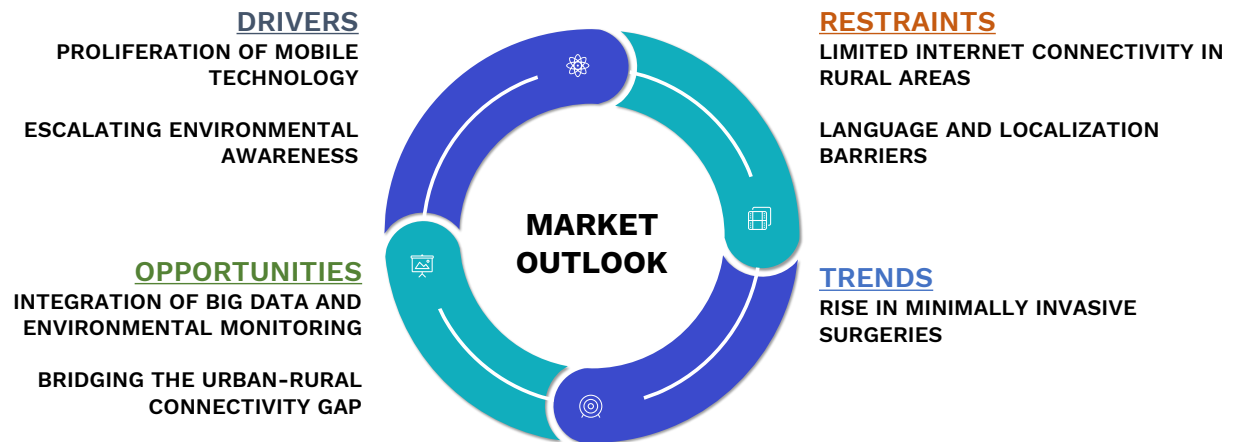 DRIVERS
PROLIFERATION OF MOBILE
TECHNOLOGY
ESCALATING ENVIRONMENTAL
AWARENESS
RESTRAINTS
LIMITED INTERNET CONNECTIVITY IN
RURAL AREAS
LANGUAGE AND LOCALIZATION
BARRIERS
MARKET
OUTLOOK
OPPORTUNITIES
INTEGRATION OF BIG DATA AND
ENVIRONMENTAL MONITORING
BRIDGING THE URBAN-RURAL
CONNECTIVITY GAP
TRENDS
RISE IN MINIMALLY INVASIVE
SURGERIES